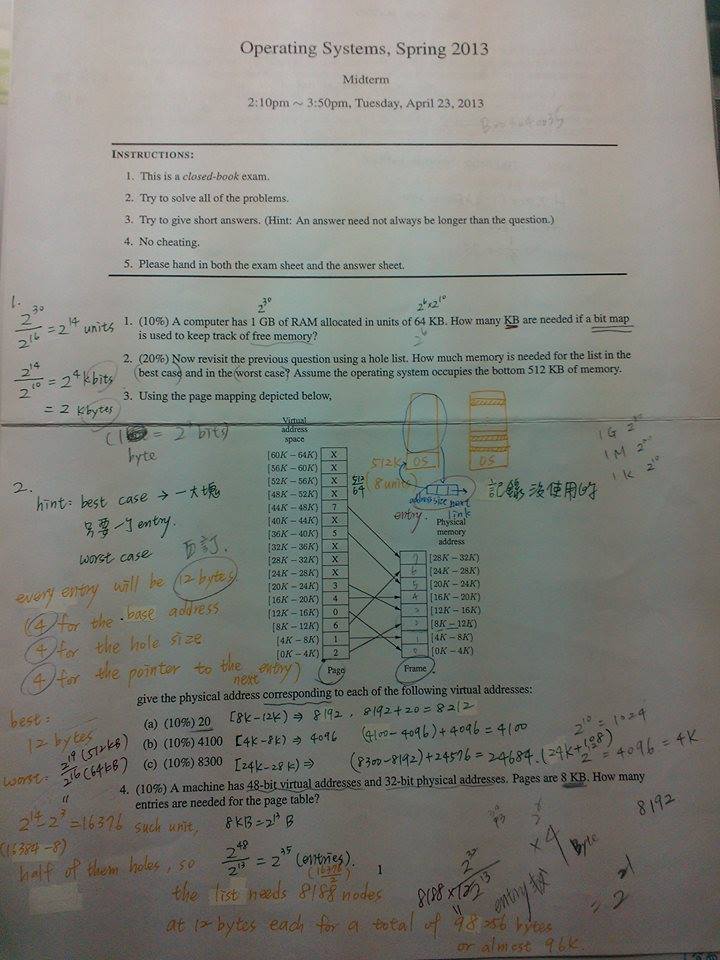 Operating Systems, Spring 2013
Midterm
2:10pm ~ 3:50pm, Tuesday, April 23, 2013
INSTRUCTIONS:
1. This is a closed-book exam.
2. Try to solve all of the problems.
3. Try to give short answers. (Hint: An answer need not always be longer than the question.)
4. No cheating.
5. Please hand in both the exam sheet and the answer sheet.
1.
2^30 / 2^16 = 2^14 units
2^14 / 2^10 = 2^4 kbits
= 2 kbytes
byte = 2^3 bits
2^30
2^6 x 2^10
2^6
1. (10%) A computer has 1 GB of RAM allocated in units of 64 KB. How many KB are needed if a bit map
is used to keep track of free memory?
2. (20%) Now revisit the previous question using a hole list. How much memory is needed for the list in the
best case and in the worst case? Assume the operating system occupies the bottom 512 KB of memory.
3. Using the page mapping depicted below,
Virtual
address
space
[60K – 64K) X
[56K – 60K) X
[52K – 56K) X
[48K – 52K) X
[44K – 48K) 7
[40K – 44K) X
[36K – 40K) 5
[32K – 36K) X
[28K – 32K) X
[24K – 28K) X
[20K – 24K) 3
[16K – 20K) 4
[12K – 16K) 0
[8K – 12K) 6
[4K – 8K) 1
[0K – 4K) 2
Page
512K
512 / 64
(8 units)
OS
OS
address size next
link
entry.
記錄沒使用的
1 G 2^30
1 M 2^20
1 K 2^10
Physical
memory
address
7 [28K – 32K)
6 [24K – 28K)
5 [20K – 24K)
4 [16K – 20K)
[12K – 16K)
[8K – 12K)
1 [4K – 8K)
[0K – 4K)
Frame
2.
hint: best case → 一大塊
只要一个entry.
worst case
every entry will be 12 bytes
(4 for the base address
4 for the hole size
4 for the pointer to the next entry)
best:
12 bytes
worst: 2^19 (512KB)
2^16 (64KB)
2^14 - 2^3 = 16376 such unit,
(16384 - 8)
half of them holes, so
(16376 / 2)
the list needs 8188 nodes
at 12 bytes each for a total of 98256 bytes
or almost 96K.
give the physical address corresponding to each of the following virtual addresses:
(a) (10%) 20 [8K-12K) ⇒ 8192, 8192+20 = 8212
(b) (10%) 4100 [4K-8K) ⇒ 4096 (4100-4096)+4096 = 4100
(c) (10%) 8300 [24K-28K) ⇒ (8300-8192)+24576 = 24684. (24K+108)
2^10 = 1024
2^12 = 4096 = 4K
8192
4. (10%) A machine has 48-bit virtual addresses and 32-bit physical addresses. Pages are 8 KB. How many
entries are needed for the page table?
8KB = 2^13 B
2^48 / 2^13 = 2^35 (entries).
8188 x 12
x 4 Byte
1